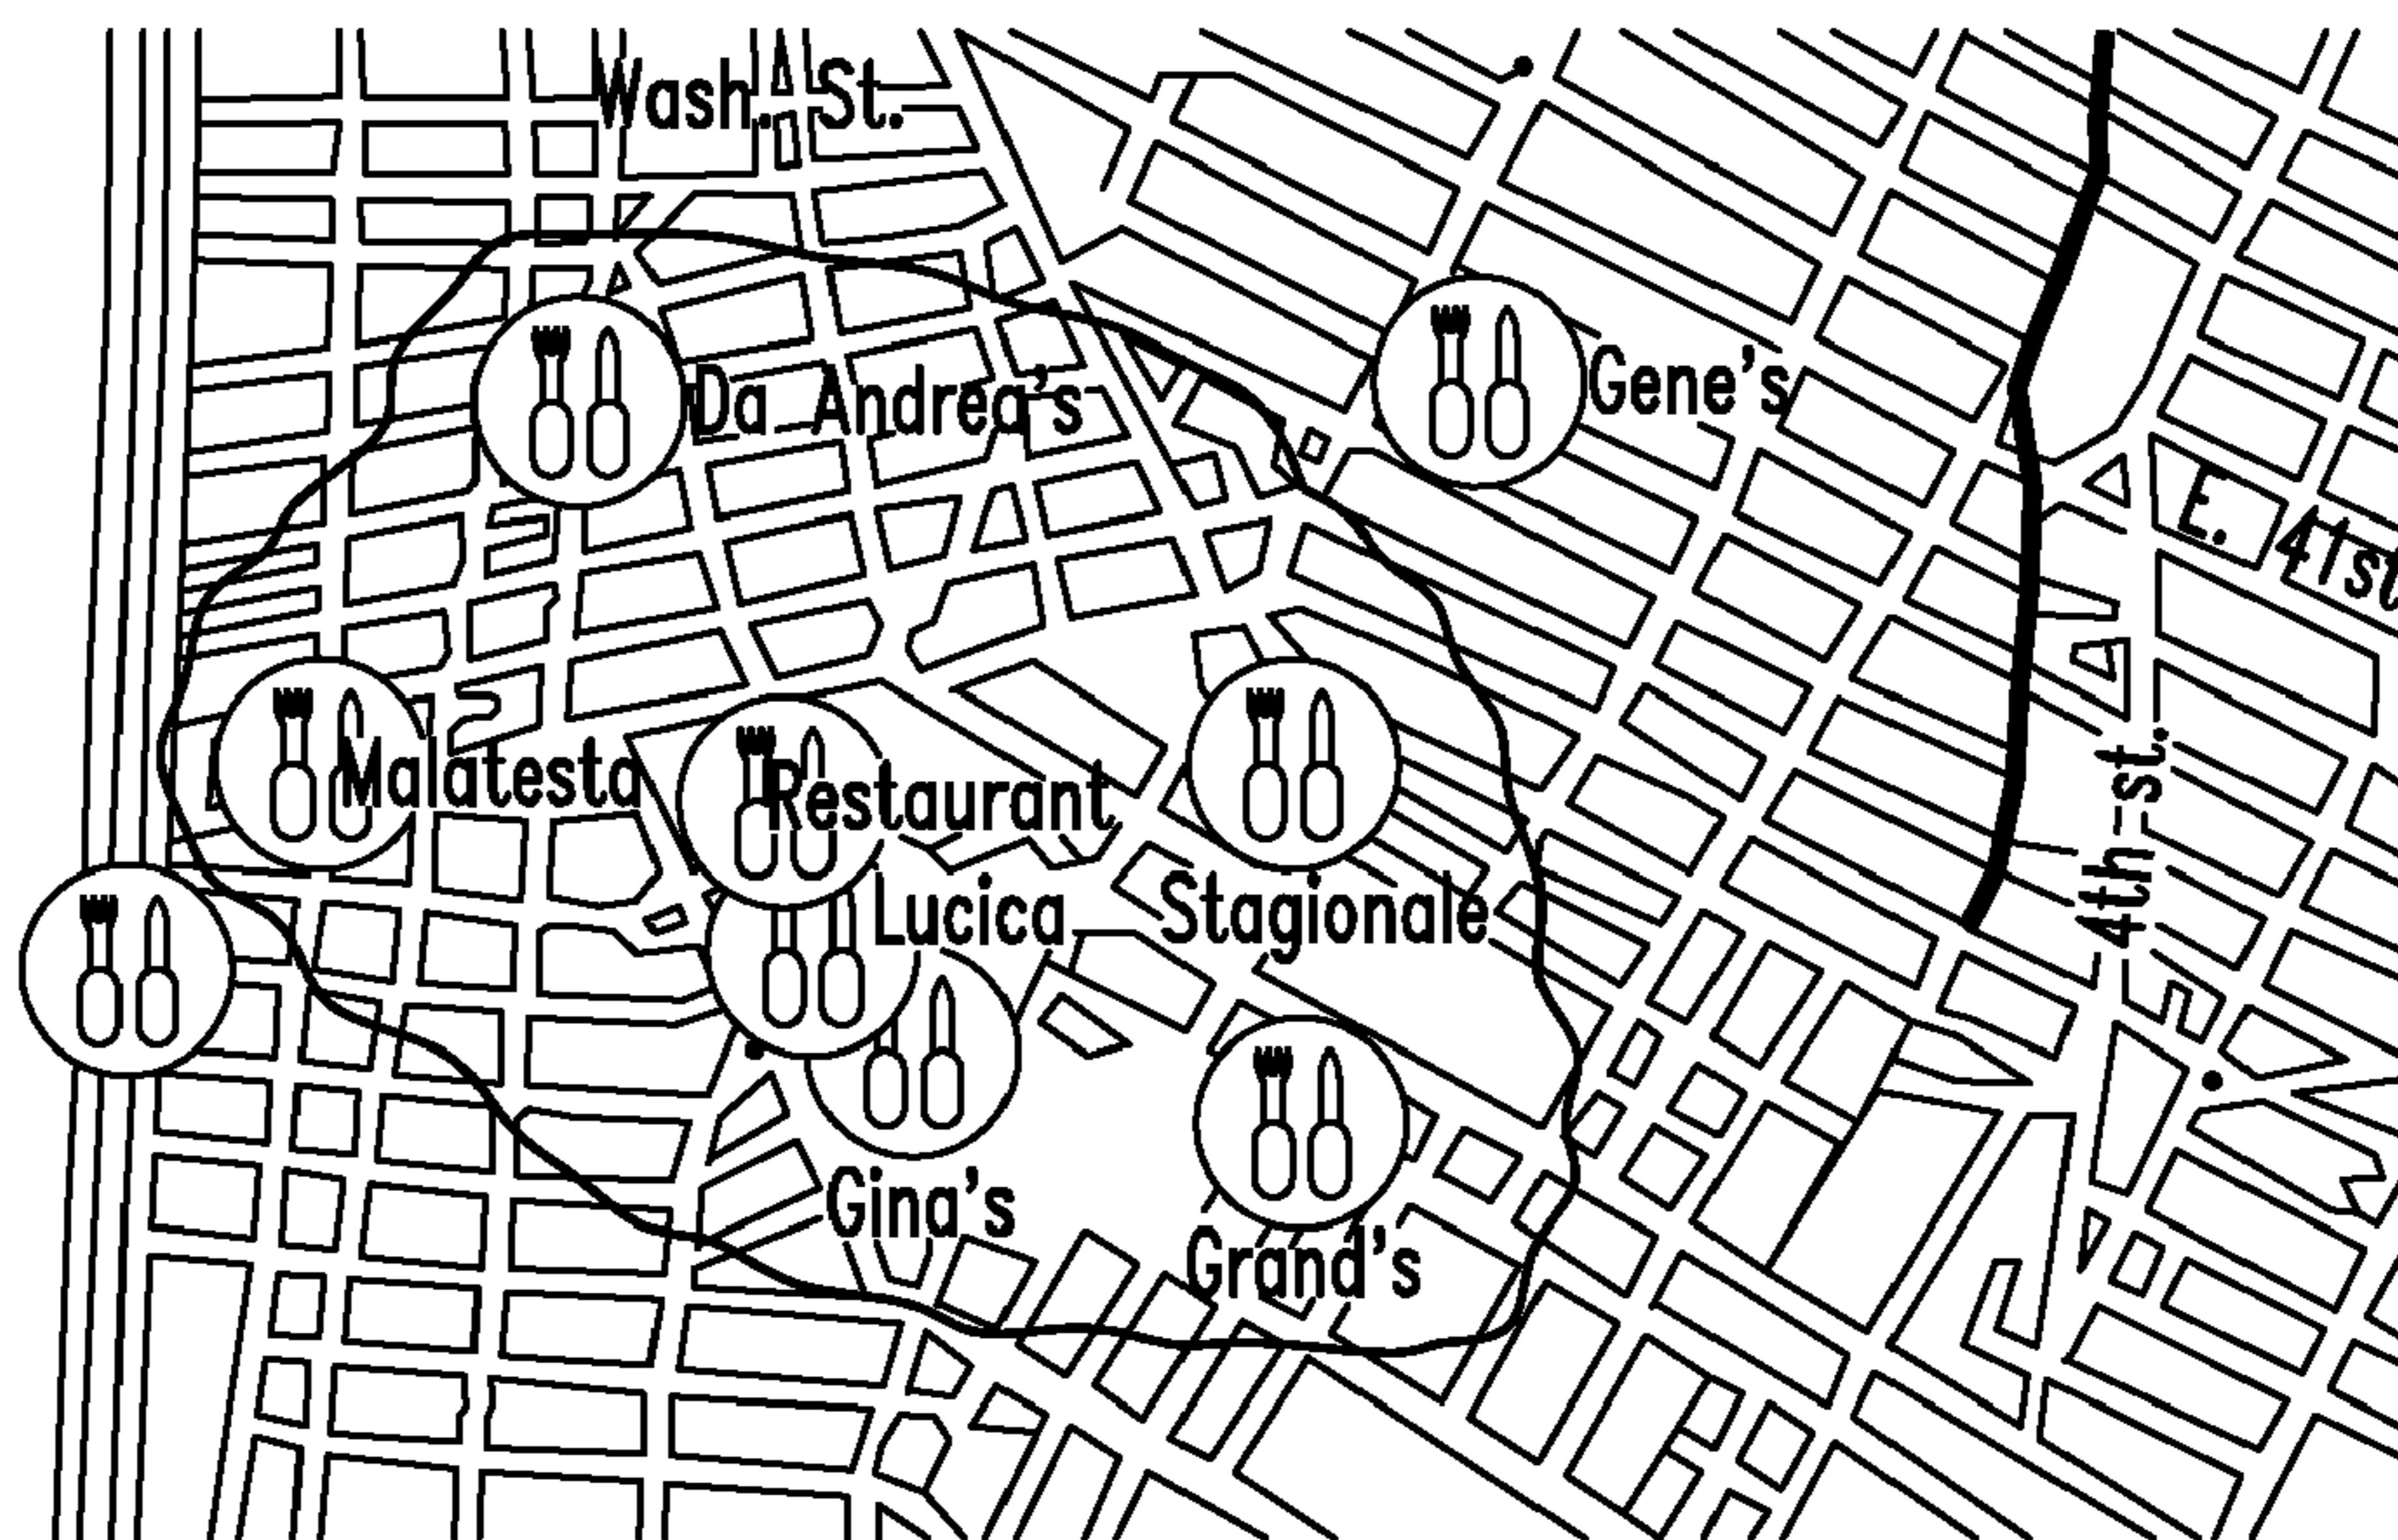 Wash. St.
Da Andrea's
Gene's
E. 41st
Malatesta
Restaurant
Lucica
Stagionale
4th-st.
Gina's
Grand's